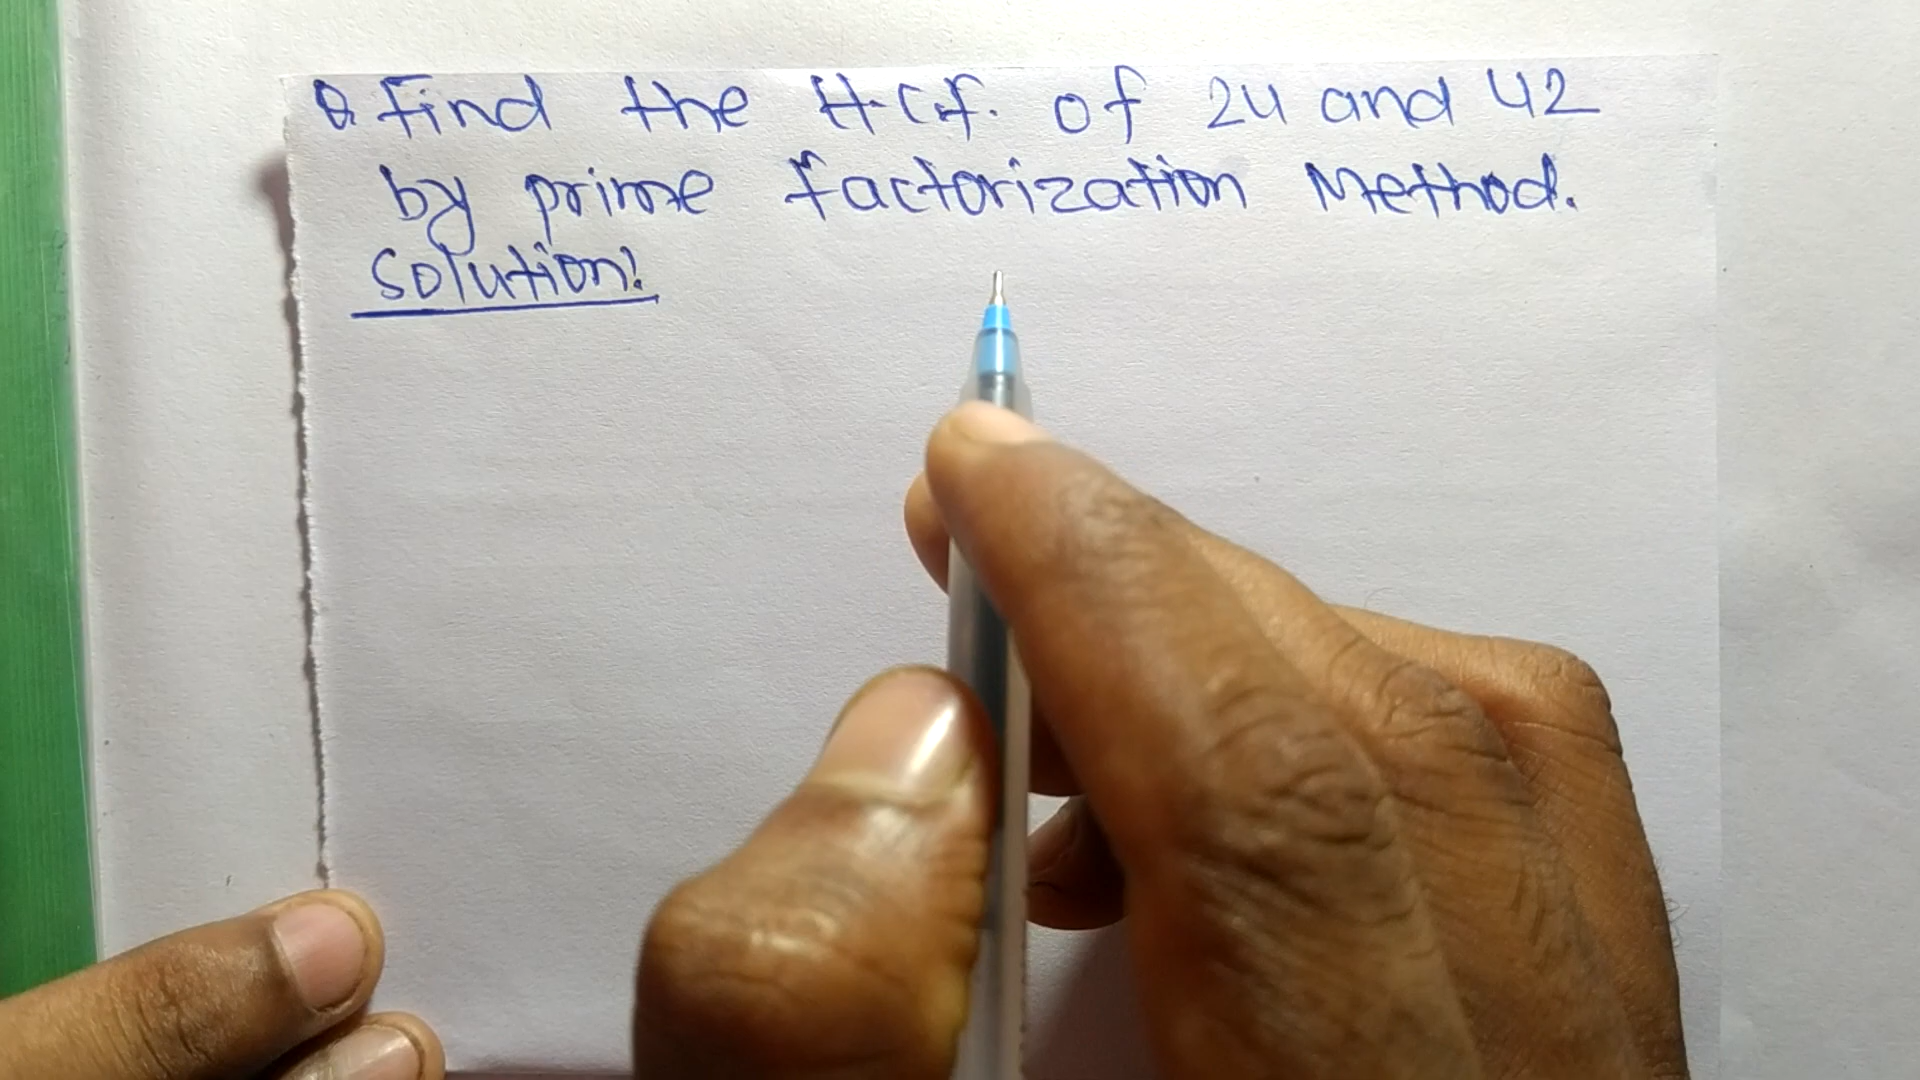 Q Find the H.C.F. of 24 and 42
by prime factorization Method.
Solution: